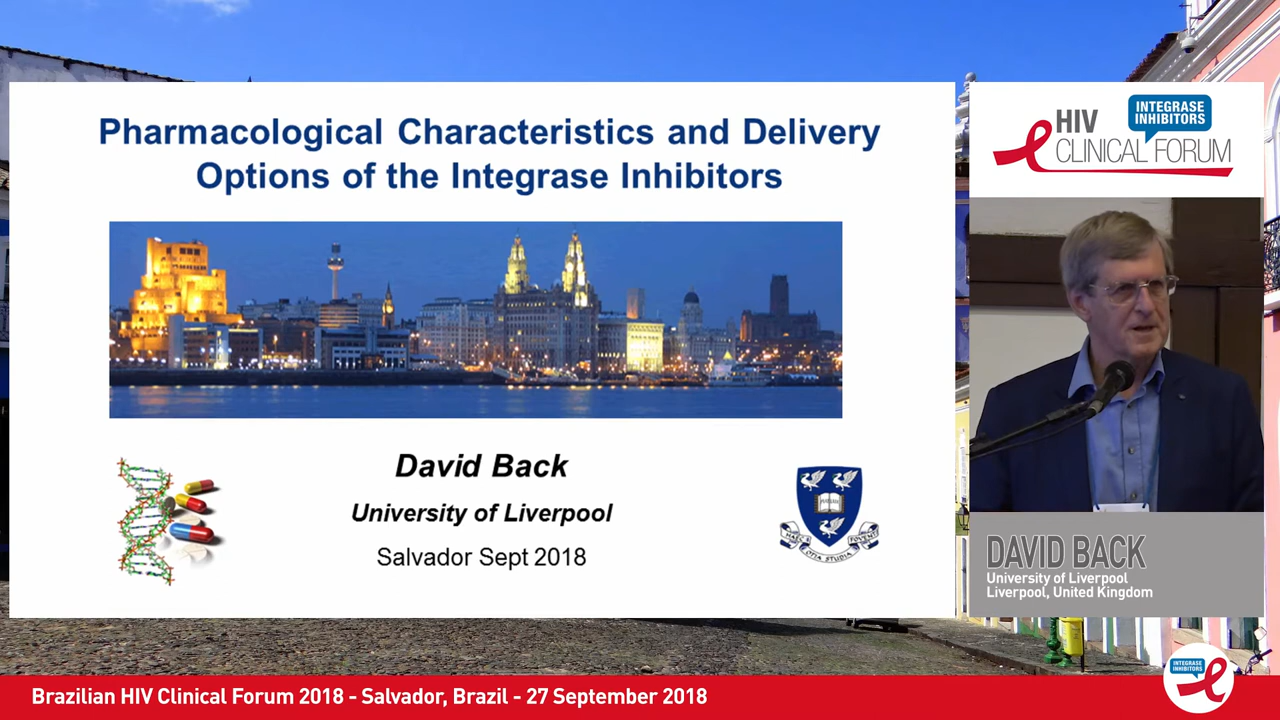 Pharmacological Characteristics and Delivery
Options of the Integrase Inhibitors
David Back
University of Liverpool
Salvador Sept 2018
HIV
CLINICAL FORUM
INTEGRASE
INHIBITORS
DAVID BACK
University of Liverpool
Liverpool, United Kingdom
Brazilian HIV Clinical Forum 2018 - Salvador, Brazil - 27 September 2018
INTEGRASE
INHIBITORS